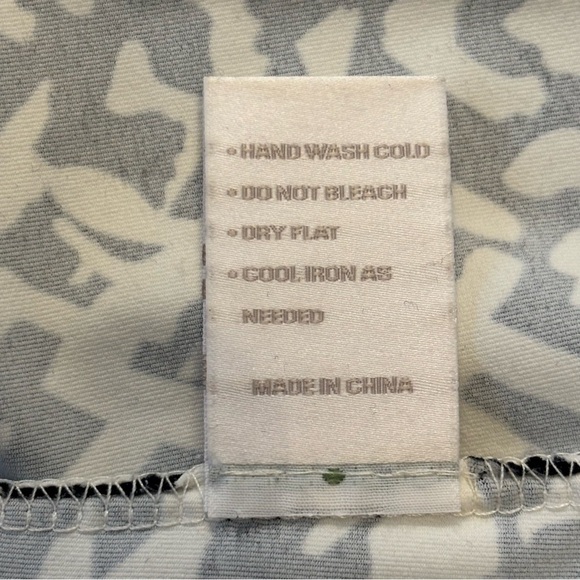 • HAND WASH COLD
• DO NOT BLEACH
• DRY FLAT
• COOL IRON AS
NEEDED
MADE IN CHINA